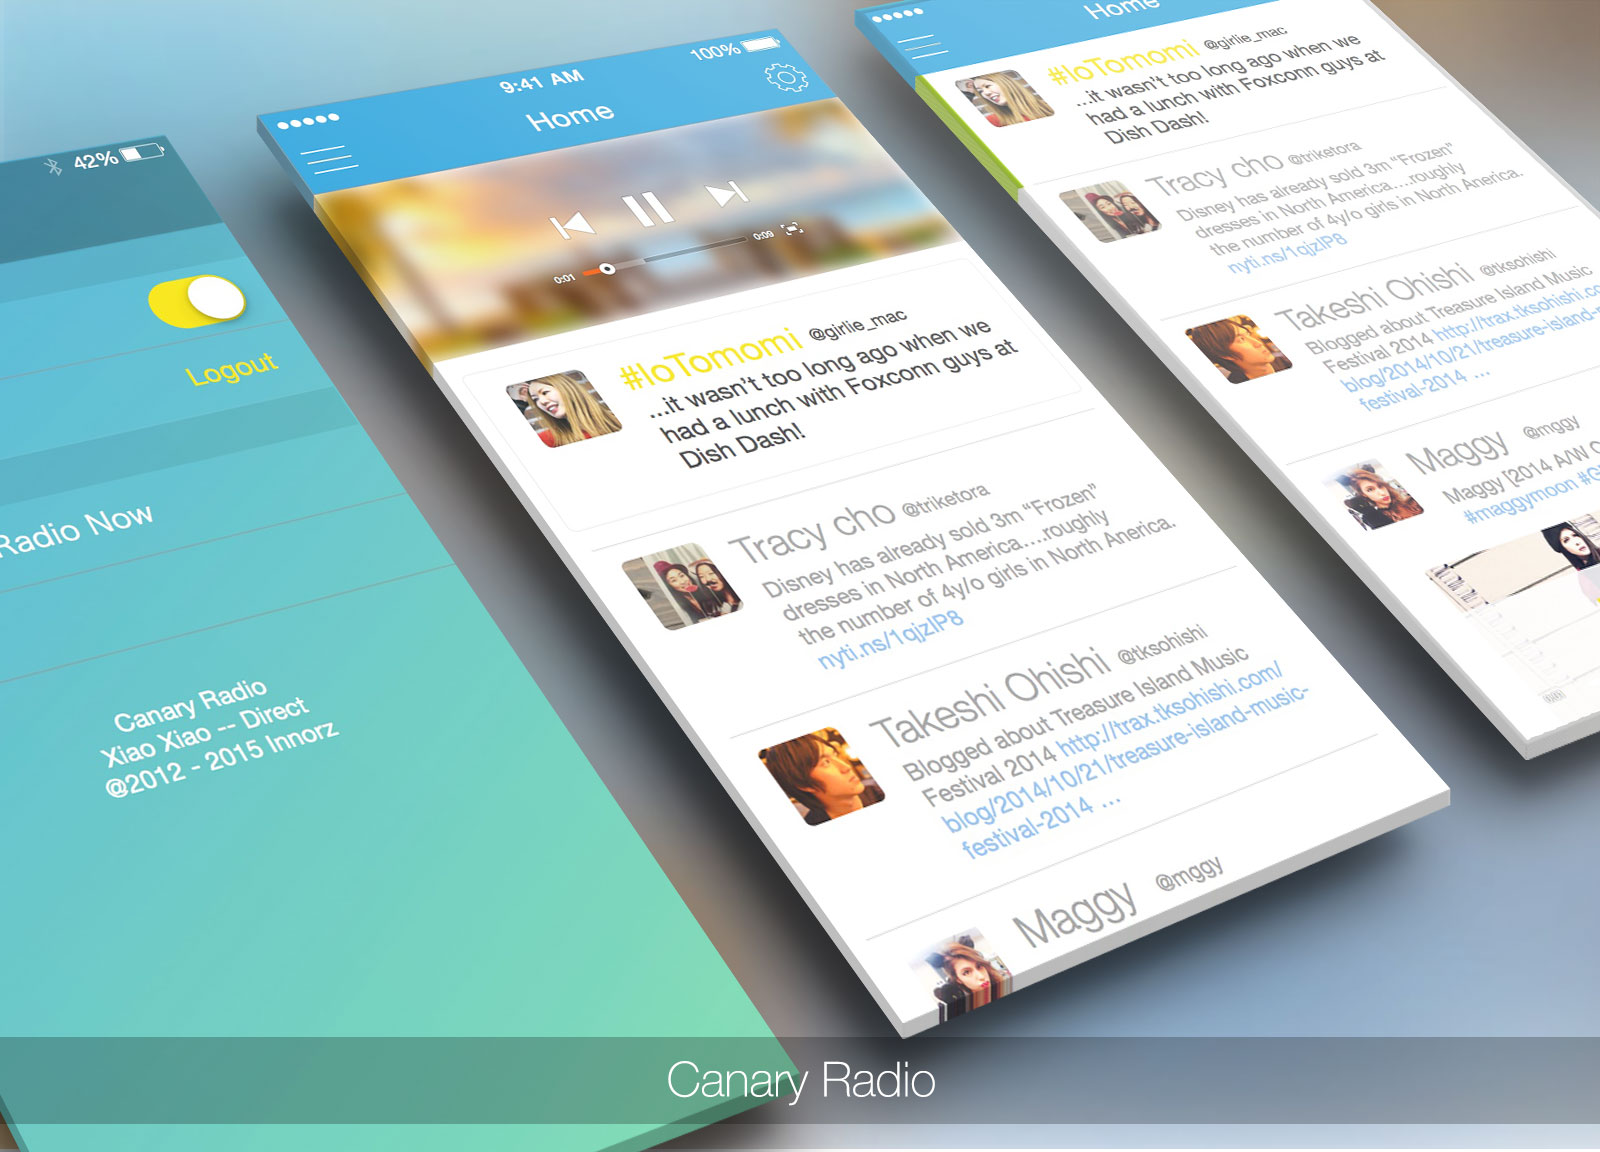 42%
Logout
Radio Now
Canary Radio
Xiao Xiao -- Direct
@2012 - 2015 Innorz
9:41 AM
100%
Home
0:01
0:09
#IoTomomi @girlie_mac
...it wasn't too long ago when we
had a lunch with Foxconn guys at
Dish Dash!
Tracy cho @triketora
Disney has already sold 3m "Frozen"
dresses in North America....roughly
the number of 4y/o girls in North Anerica.
nyti.ns/1qjzIP8
Takeshi Ohishi @tksohishi
Blogged about Treasure Island Music
Festival 2014 http://trax.tksohishi.com/
blog/2014/10/21/treasure-island-music-
festival-2014 ...
Maggy @mggy
Home
#IoTomomi @girlie_mac
...it wasn't too long ago when we
had a lunch with Foxconn guys at
Dish Dash!
Tracy cho @triketora
Disney has already sold 3m "Frozen"
dresses in North America....roughly
the number of 4y/o girls in North Anerica.
nyti.ns/1qjzIP8
Takeshi Ohishi @tksohishi
Blogged about Treasure Island Music
Festival 2014 http://trax.tksohishi.co
blog/2014/10/21/treasure-island-
festival-2014 ...
Maggy @mggy
Maggy [2014 A/W C
#maggymoon #G
Canary Radio